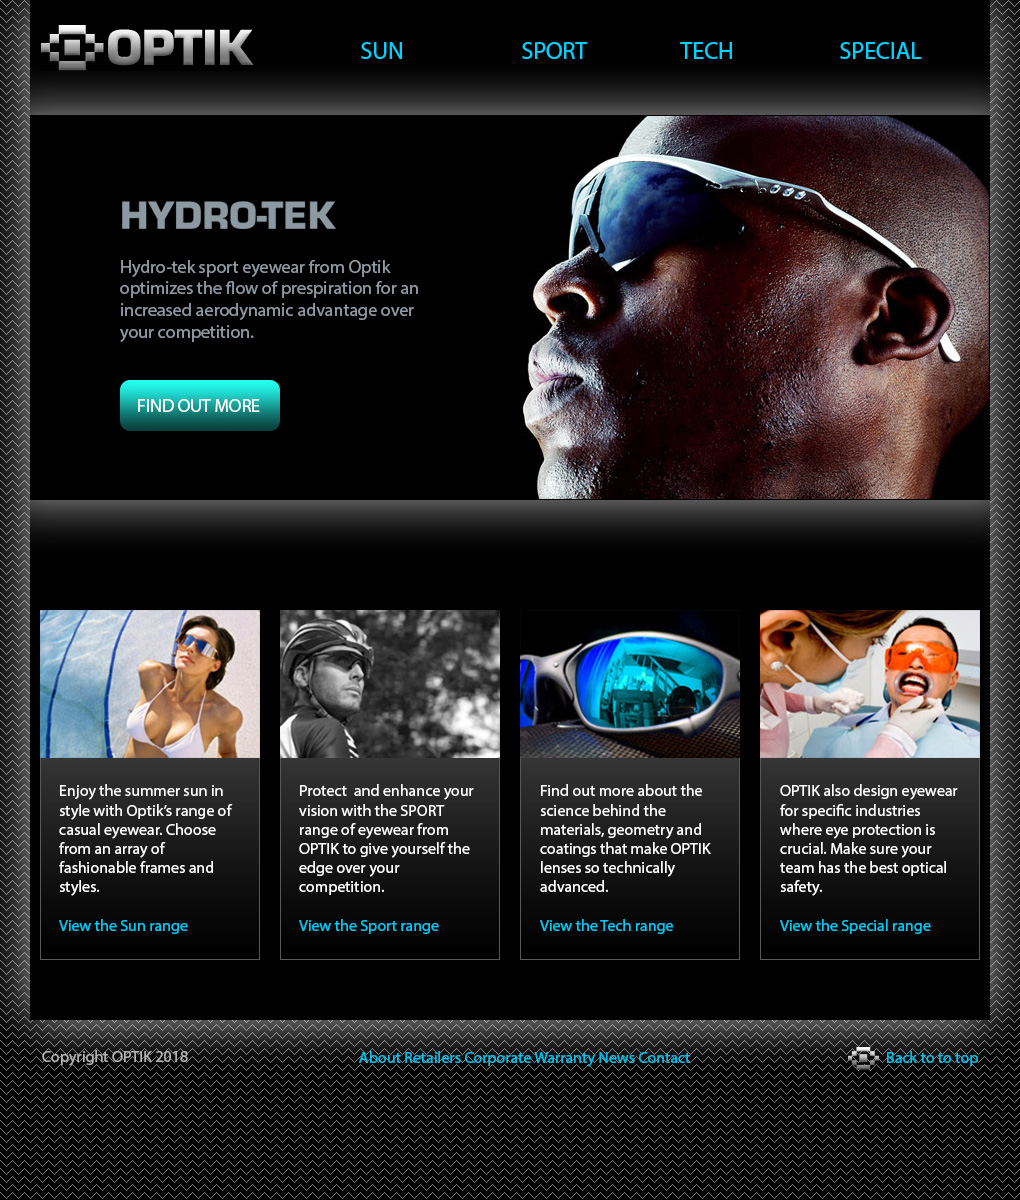 OPTIK
SUN SPORT TECH SPECIAL
HYDRO-TEK
Hydro-tek sport eyewear from Optik
optimizes the flow of prespiration for an
increased aerodynamic advantage over
your competition.
FIND OUT MORE
Enjoy the summer sun in
style with Optik's range of
casual eyewear. Choose
from an array of
fashionable frames and
styles.
View the Sun range
Protect  and enhance your
vision with the SPORT
range of eyewear from
OPTIK to give yourself the
edge over your
competition.
View the Sport range
Find out more about the
science behind the
materials, geometry and
coatings that make OPTIK
lenses so technically
advanced.
View the Tech range
OPTIK also design eyewear
for specific industries
where eye protection is
crucial. Make sure your
team has the best optical
safety.
View the Special range
Copyright OPTIK 2018
About Retailers Corporate Warranty News Contact
Back to to top